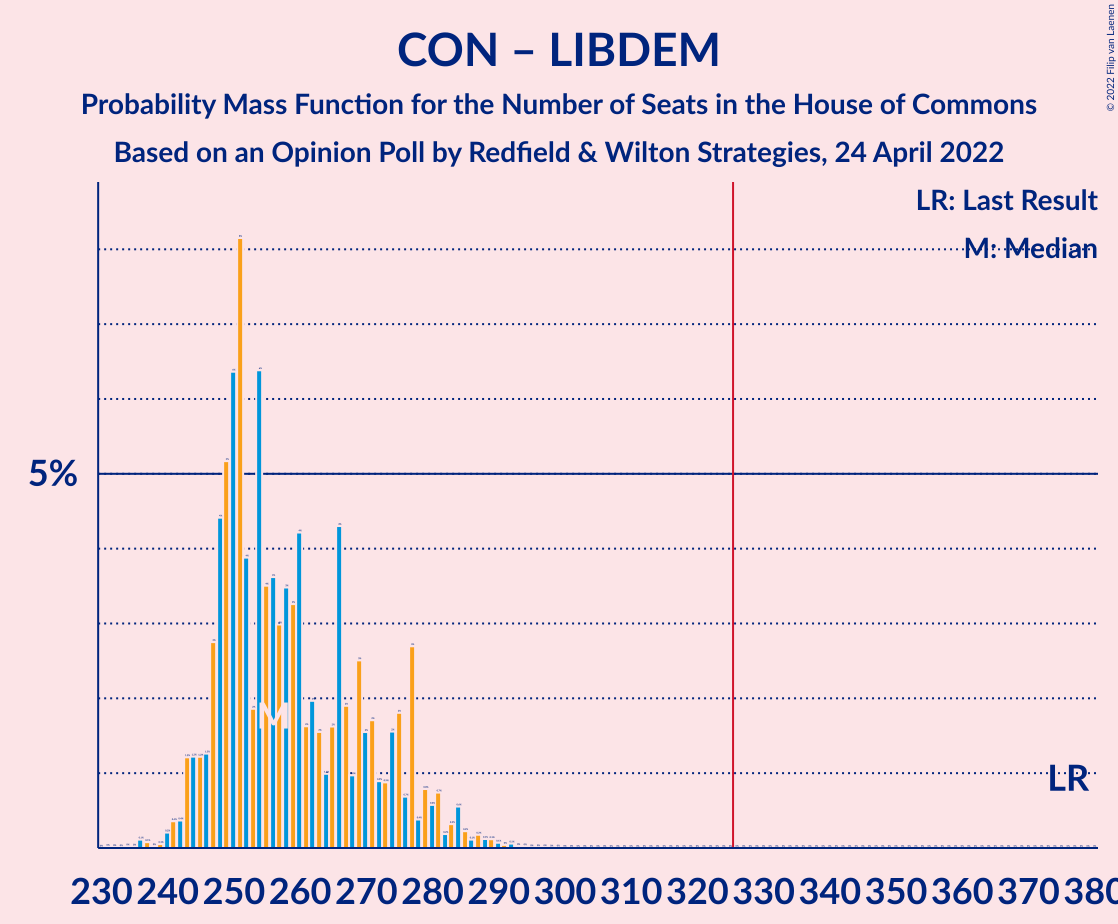 CON – LIBDEM
Probability Mass Function for the Number of Seats in the House of Commons
Based on an Opinion Poll by Redfield & Wilton Strategies, 24 April 2022
© 2022 Filip van Laenen
LR: Last Result
M: Median
5%
M
LR
230 240 250 260 270 280 290 300 310 320 330 340 350 360 370 380